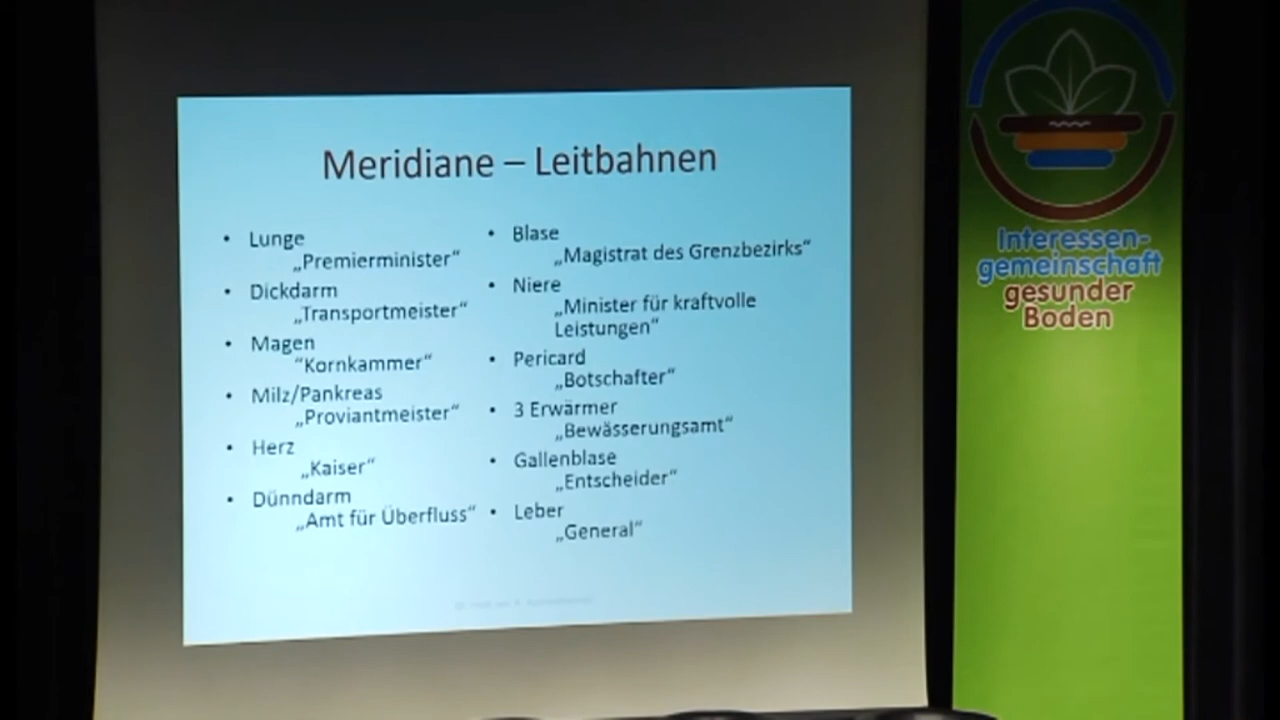 Meridiane – Leitbahnen
• Lunge
„Premierminister“
• Dickdarm
„Transportmeister“
• Magen
“Kornkammer“
• Milz/Pankreas
„Proviantmeister“
• Herz
„Kaiser“
• Dünndarm
„Amt für Überfluss“
• Blase
„Magistrat des Grenzbezirks“
• Niere
„Minister für kraftvolle
Leistungen“
• Pericard
„Botschafter“
• 3 Erwärmer
„Bewässerungsamt“
• Gallenblase
„Entscheider“
• Leber
„General“
Interessen-
gemeinschaft
gesunder
Boden